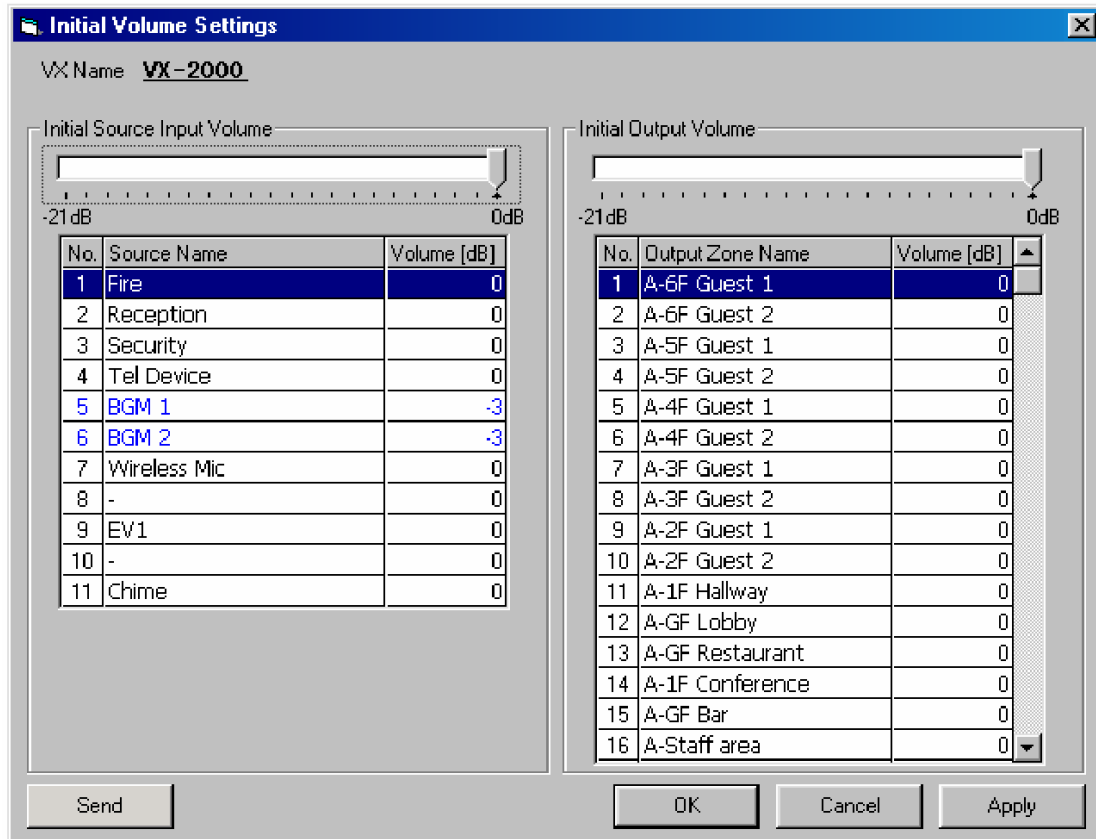 Initial Volume Settings
VX Name VX-2000
Initial Source Input Volume
-21dB 0dB
No. Source Name Volume [dB]
1 Fire 0
2 Reception 0
3 Security 0
4 Tel Device 0
5 BGM 1 -3
6 BGM 2 -3
7 Wireless Mic 0
8 - 0
9 EV1 0
10 - 0
11 Chime 0
Initial Output Volume
-21dB 0dB
No. Output Zone Name Volume [dB]
1 A-6F Guest 1 0
2 A-6F Guest 2 0
3 A-5F Guest 1 0
4 A-5F Guest 2 0
5 A-4F Guest 1 0
6 A-4F Guest 2 0
7 A-3F Guest 1 0
8 A-3F Guest 2 0
9 A-2F Guest 1 0
10 A-2F Guest 2 0
11 A-1F Hallway 0
12 A-GF Lobby 0
13 A-GF Restaurant 0
14 A-1F Conference 0
15 A-GF Bar 0
16 A-Staff area 0
Send OK Cancel Apply